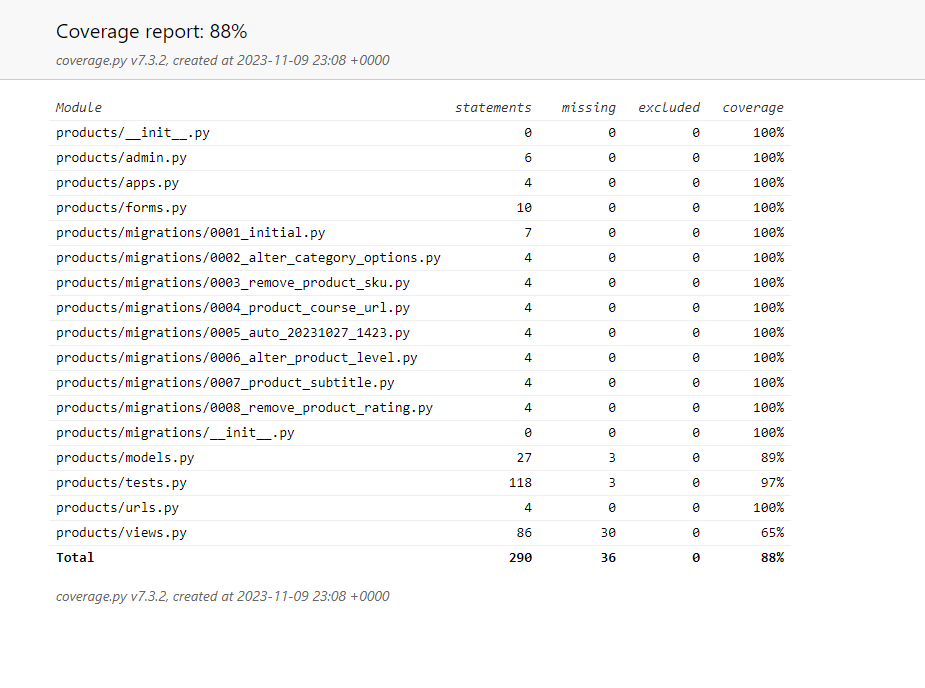 Coverage report: 88%
coverage.py v7.3.2, created at 2023-11-09 23:08 +0000
Module statements missing excluded coverage
products/__init__.py 0 0 0 100%
products/admin.py 6 0 0 100%
products/apps.py 4 0 0 100%
products/forms.py 10 0 0 100%
products/migrations/0001_initial.py 7 0 0 100%
products/migrations/0002_alter_category_options.py 4 0 0 100%
products/migrations/0003_remove_product_sku.py 4 0 0 100%
products/migrations/0004_product_course_url.py 4 0 0 100%
products/migrations/0005_auto_20231027_1423.py 4 0 0 100%
products/migrations/0006_alter_product_level.py 4 0 0 100%
products/migrations/0007_product_subtitle.py 4 0 0 100%
products/migrations/0008_remove_product_rating.py 4 0 0 100%
products/migrations/__init__.py 0 0 0 100%
products/models.py 27 3 0 89%
products/tests.py 118 3 0 97%
products/urls.py 4 0 0 100%
products/views.py 86 30 0 65%
Total 290 36 0 88%
coverage.py v7.3.2, created at 2023-11-09 23:08 +0000